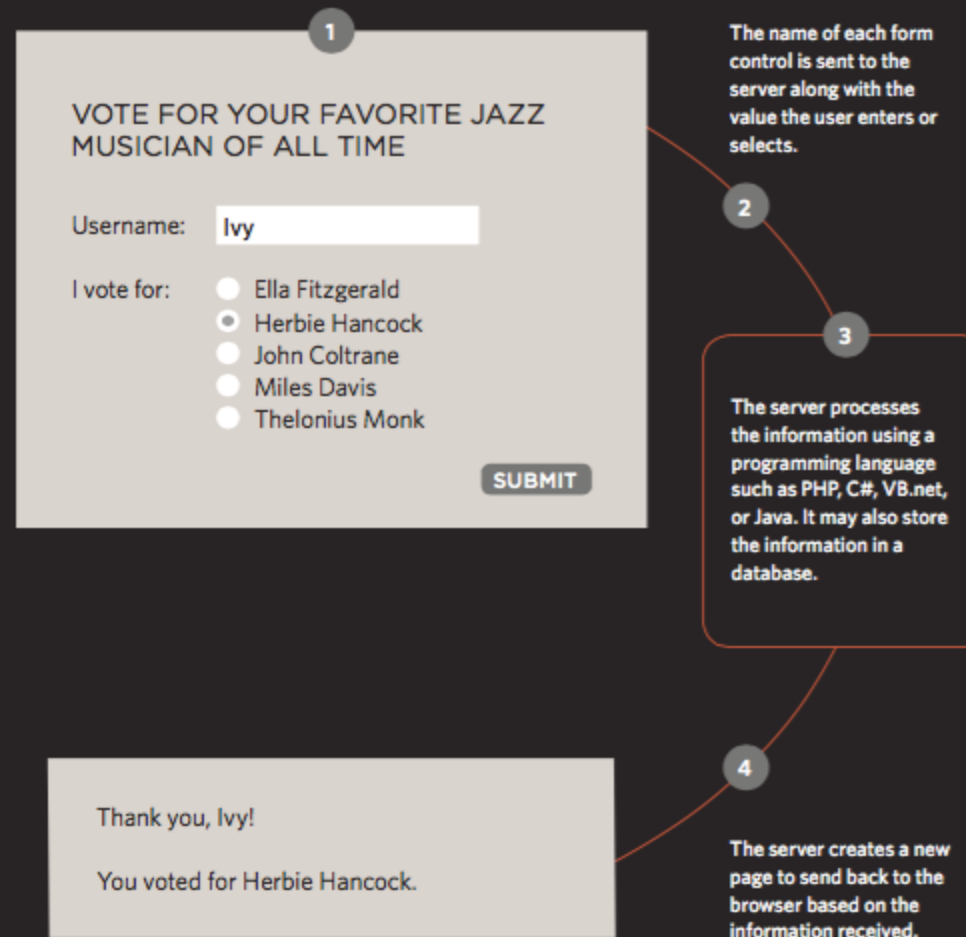 1
VOTE FOR YOUR FAVORITE JAZZ
MUSICIAN OF ALL TIME
Username: Ivy
I vote for: Ella Fitzgerald
Herbie Hancock
John Coltrane
Miles Davis
Thelonius Monk
SUBMIT
The name of each form
control is sent to the
server along with the
value the user enters or
selects.
2
3
The server processes
the information using a
programming language
such as PHP, C#, VB.net,
or Java. It may also store
the information in a
database.
4
The server creates a new
page to send back to the
browser based on the
information received.
Thank you, Ivy!
You voted for Herbie Hancock.